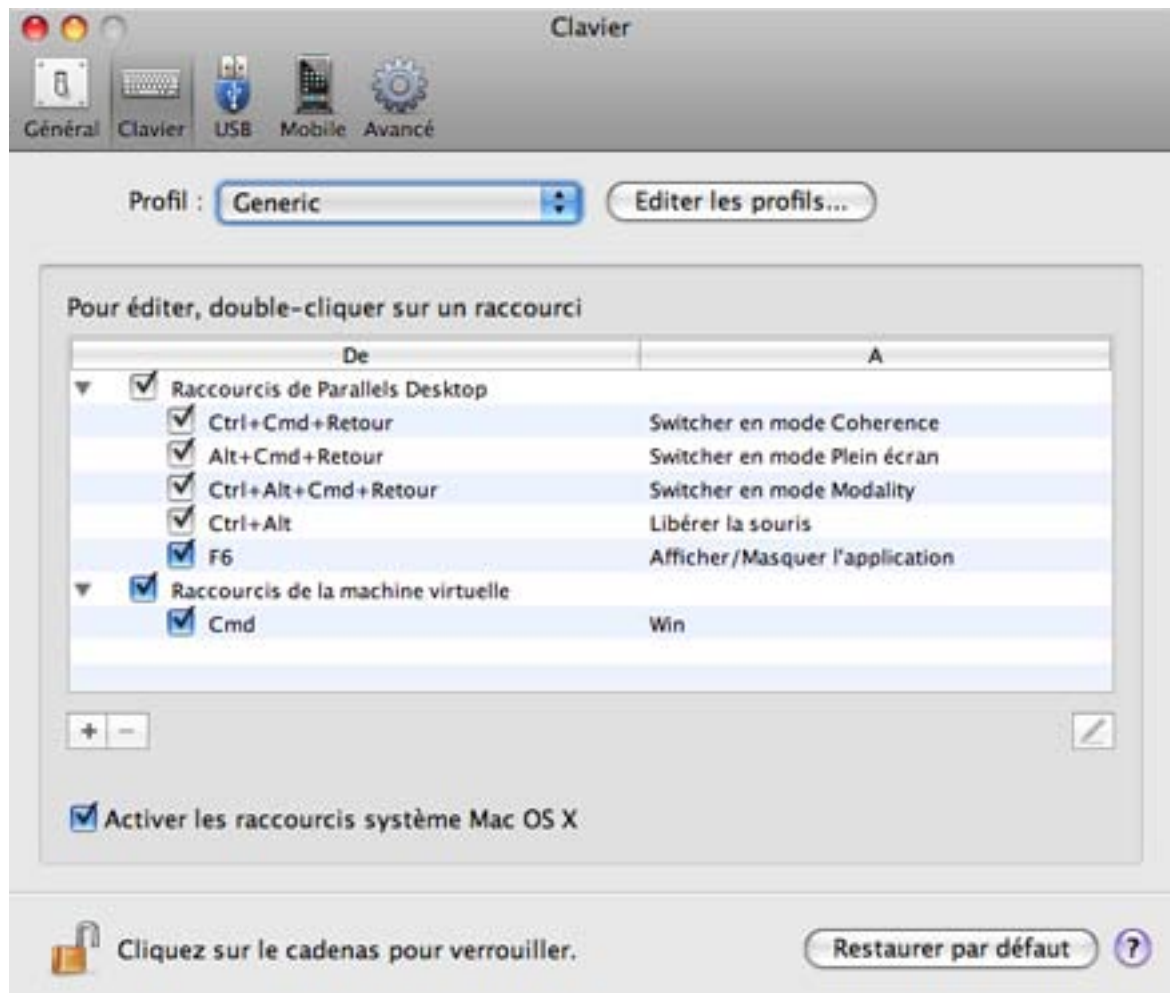 Clavier
Général Clavier USB Mobile Avancé
Profil : Generic Editer les profils...
Pour éditer, double-cliquer sur un raccourci
De A
Raccourcis de Parallels Desktop
Ctrl+Cmd+Retour Switcher en mode Coherence
Alt+Cmd+Retour Switcher en mode Plein écran
Ctrl+Alt+Cmd+Retour Switcher en mode Modality
Ctrl+Alt Libérer la souris
F6 Afficher/Masquer l'application
Raccourcis de la machine virtuelle
Cmd Win
+ −
Activer les raccourcis système Mac OS X
Cliquez sur le cadenas pour verrouiller. Restaurer par défaut ?